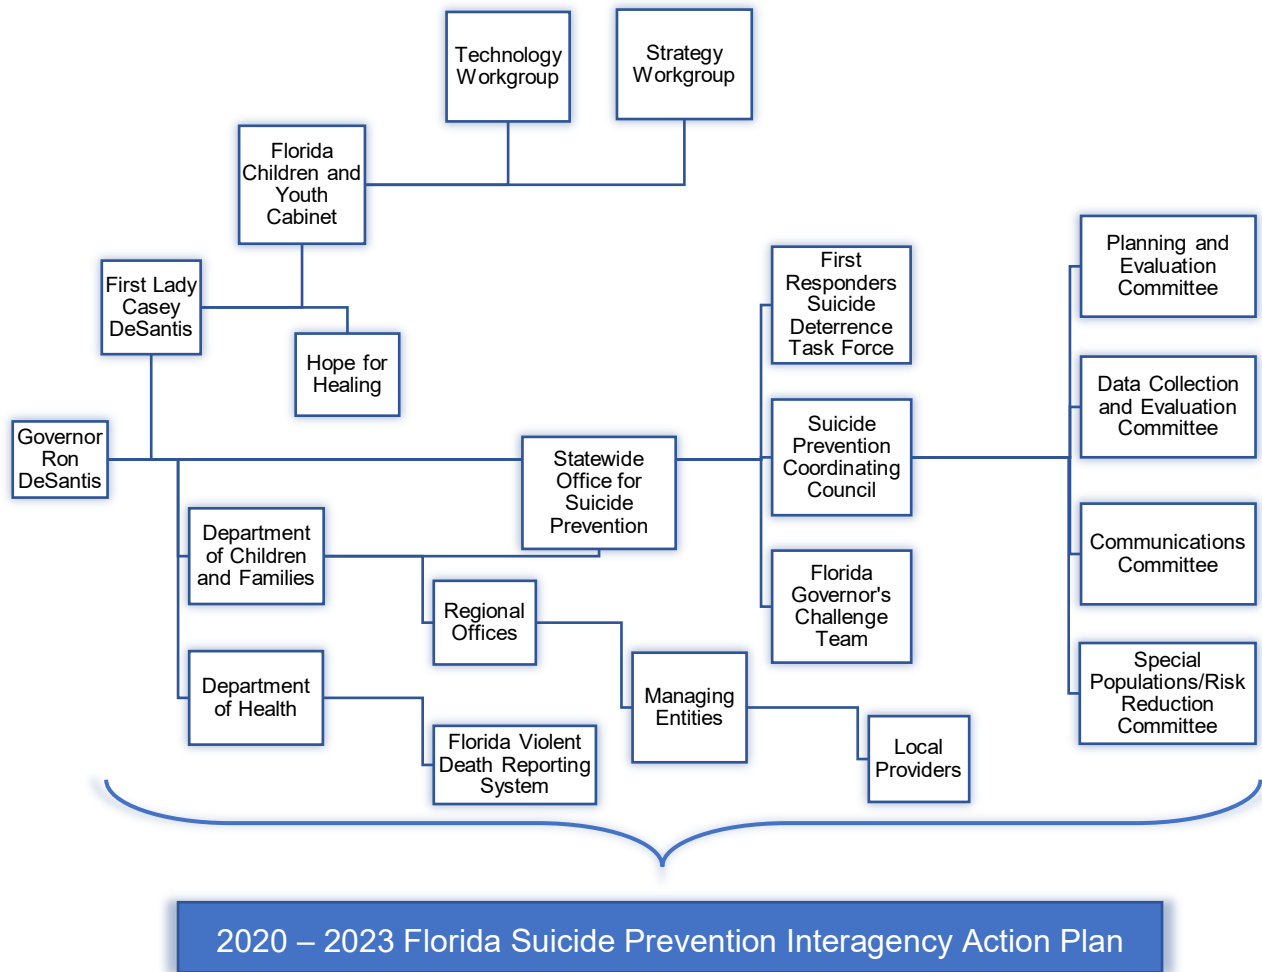 Technology
Workgroup
Strategy
Workgroup
Florida
Children and
Youth
Cabinet
First Lady
Casey
DeSantis
Hope for
Healing
Governor
Ron
DeSantis
Statewide
Office for
Suicide
Prevention
Department
of Children
and Families
Regional
Offices
Department
of Health
Florida Violent
Death Reporting
System
Managing
Entities
Local
Providers
First
Responders
Suicide
Deterrence
Task Force
Suicide
Prevention
Coordinating
Council
Florida
Governor's
Challenge
Team
Planning and
Evaluation
Committee
Data Collection
and Evaluation
Committee
Communications
Committee
Special
Populations/Risk
Reduction
Committee
2020 – 2023 Florida Suicide Prevention Interagency Action Plan